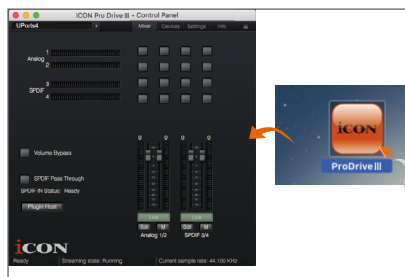 iCON Pro Drive III - Control Panel
UPorts4
Mixer Devices Settings Info
1
Analog
2
3
SPDIF
4
iCON
ProDrive III
0 0 0 0
Volume Bypass
SPDIF Pass Through
SPDIF IN Status: Ready
Link Link
Plugin Host
M M
Analog 1/2 SPDIF 3/4
iCON
Ready Streaming state: Running Current sample rate: 44.100 KHz